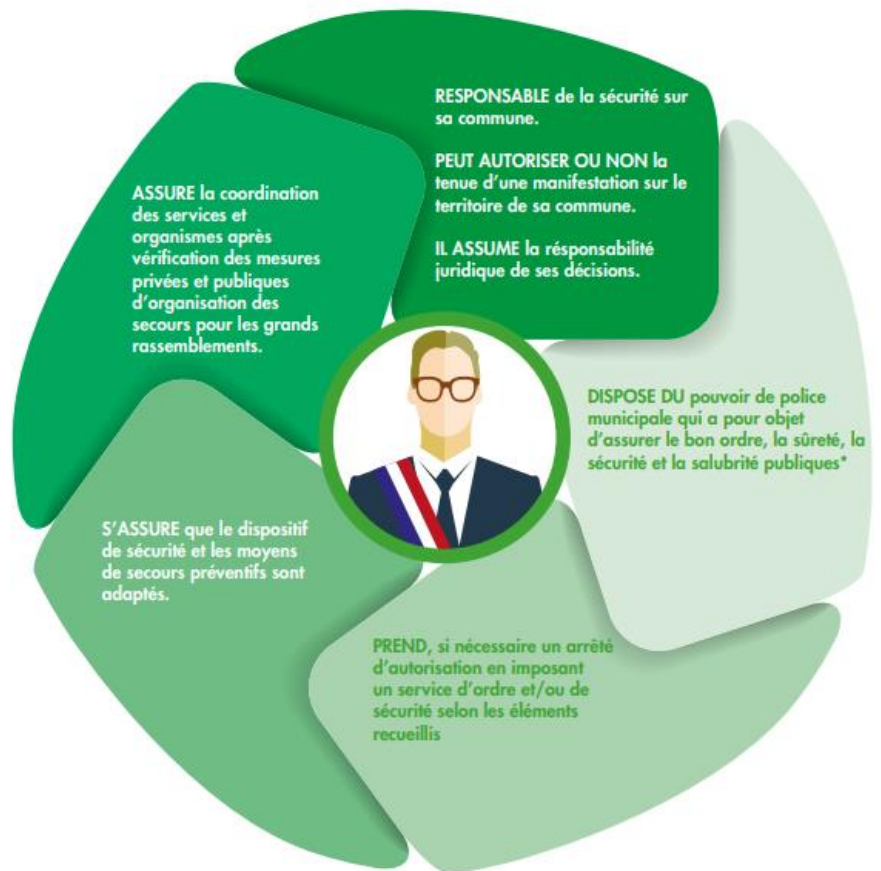 RESPONSABLE de la sécurité sur
sa commune.
PEUT AUTORISER OU NON la
tenue d'une manifestation sur le
territoire de sa commune.
IL ASSUME la résponsabilité
juridique de ses décisions.
DISPOSE DU pouvoir de police
municipale qui a pour objet
d'assurer le bon ordre, la sûreté, la
sécurité et la salubrité publiques*
PREND, si nécessaire un arrêté
d'autorisation en imposant
un service d'ordre et/ou de
sécurité selon les éléments
recueillis
S'ASSURE que le dispositif
de sécurité et les moyens
de secours préventifs sont
adaptés.
ASSURE la coordination
des services et
organismes après
vérification des mesures
privées et publiques
d'organisation des
secours pour les grands
rassemblements.